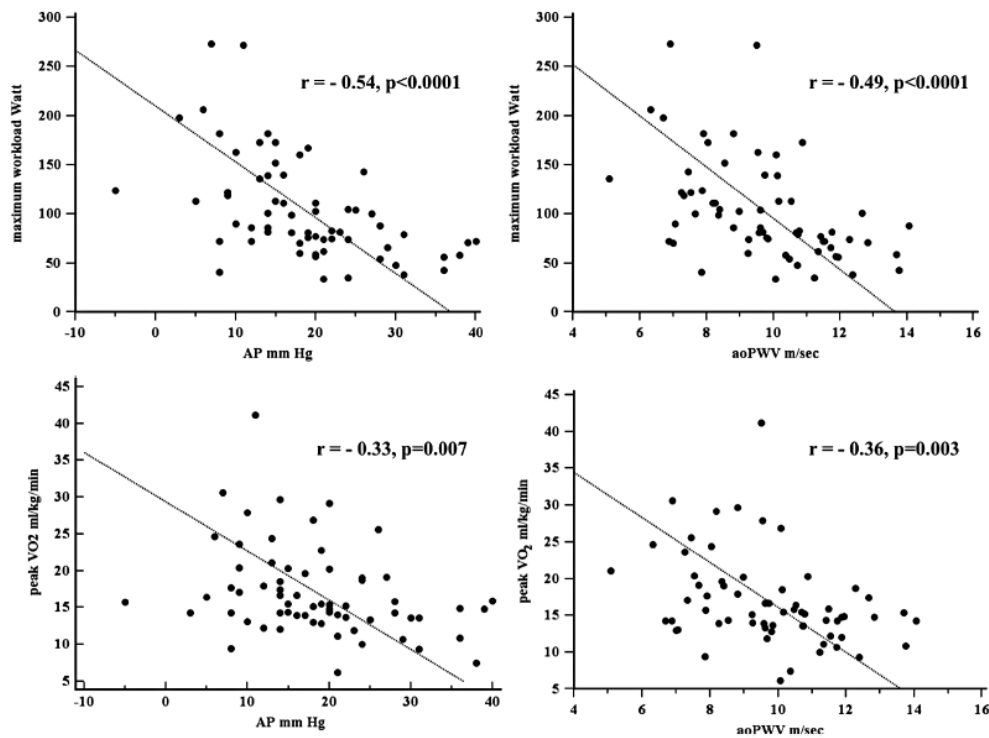 300
250
200
150
100
50
0
maximum workload Watt
r = - 0.54, p<0.0001
-10 0 10 20 30 40
AP mm Hg
300
250
200
150
100
50
0
maximum workload Watt
r = - 0.49, p<0.0001
4 6 8 10 12 14 16
aoPWV m/sec
45
40
35
30
25
20
15
10
5
peak VO2 ml/kg/min
r = - 0.33, p=0.007
-10 0 10 20 30 40
AP mm Hg
45
40
35
30
25
20
15
10
5
peak VO₂ ml/kg/min
r = - 0.36, p=0.003
4 6 8 10 12 14 16
aoPWV m/sec